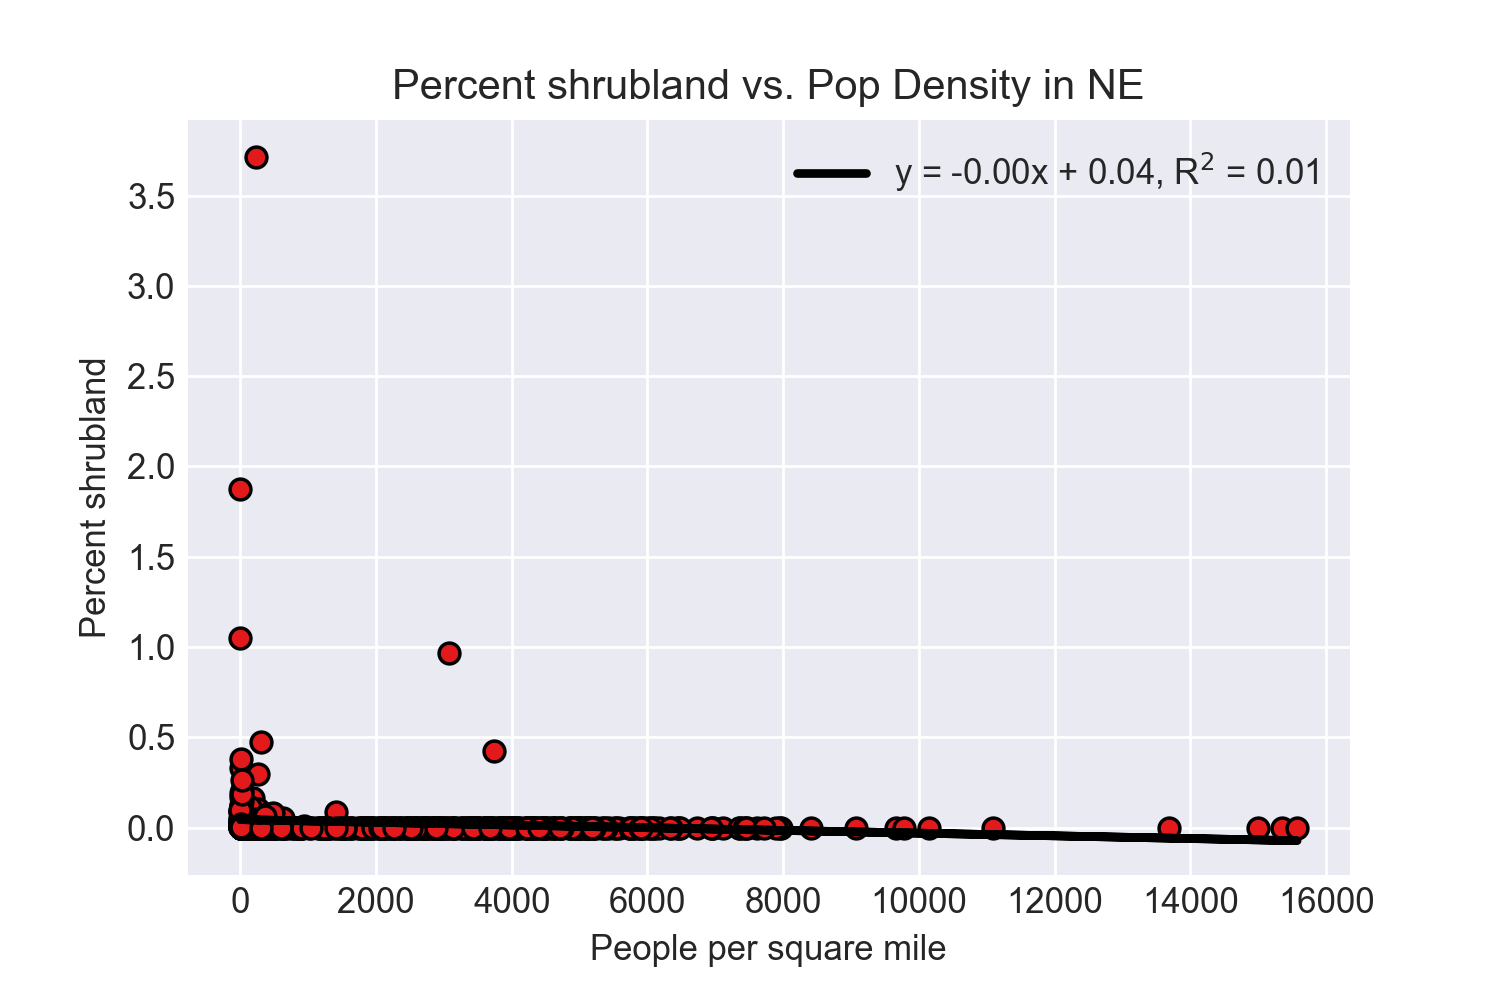 Percent shrubland vs. Pop Density in NE
y = -0.00x + 0.04, R² = 0.01
Percent shrubland
3.5
3.0
2.5
2.0
1.5
1.0
0.5
0.0
0 2000 4000 6000 8000 10000 12000 14000 16000
People per square mile